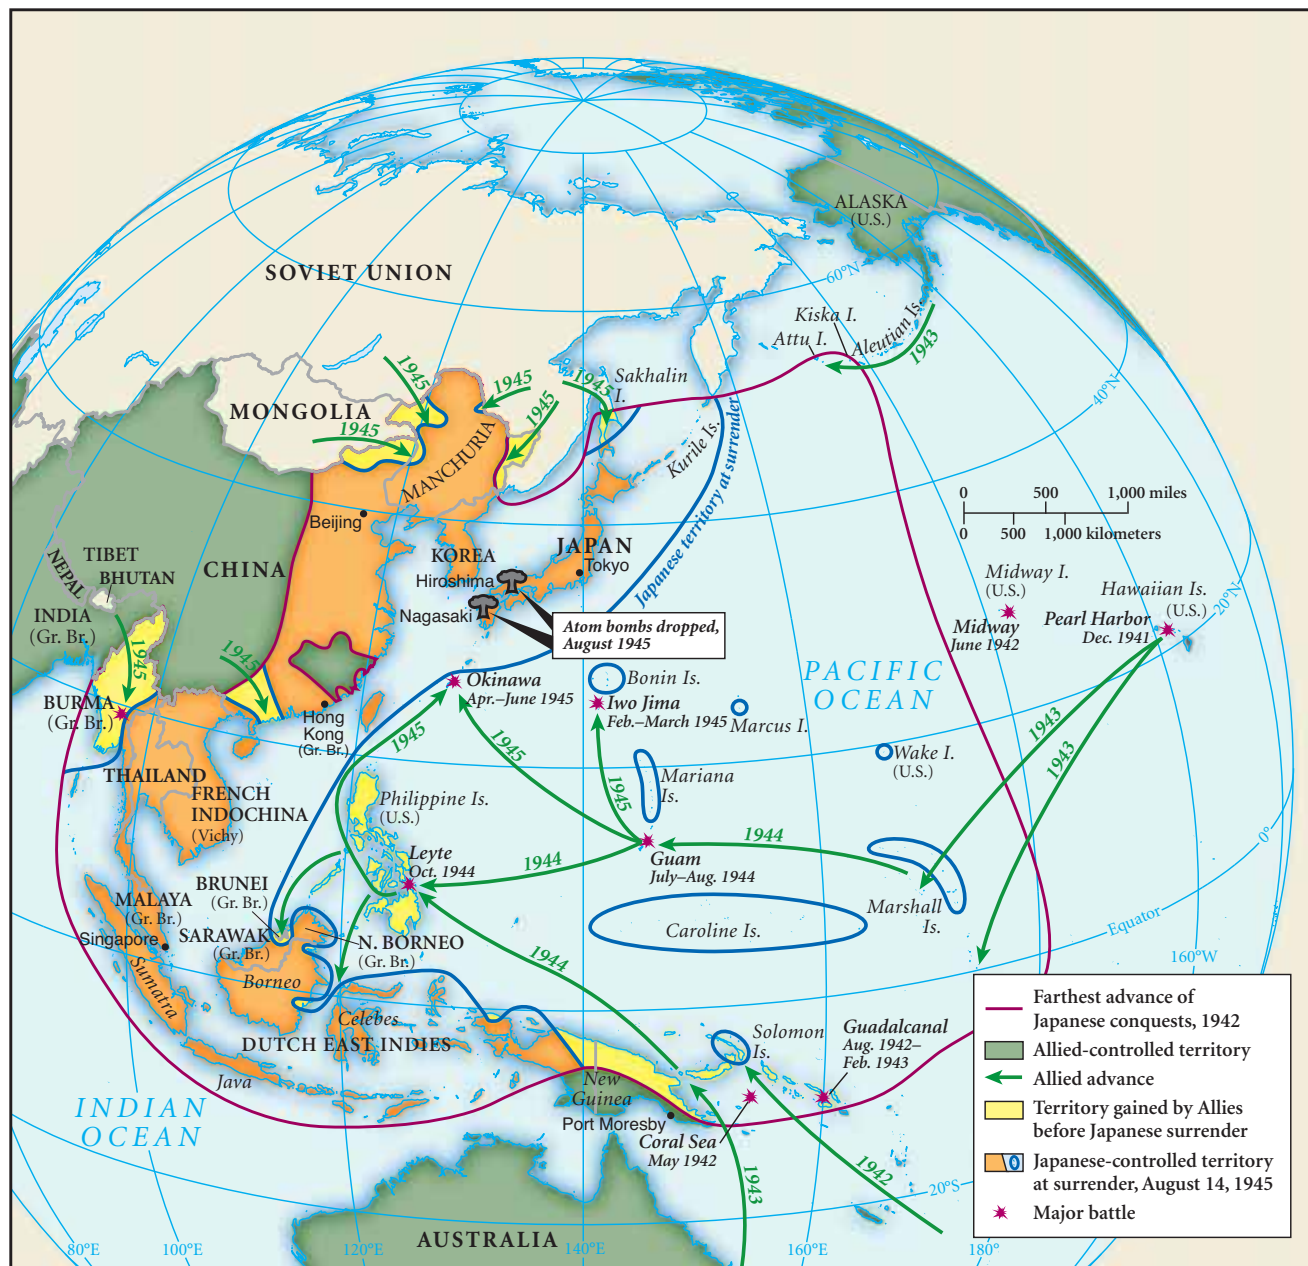 ALASKA
(U.S.)
SOVIET UNION
60°N
Kiska I.
Attu I.
Aleutian Is.
1943
40°N
1945
1945
1945
1945
1945
Sakhalin
I.
MONGOLIA
MANCHURIA
Kurile Is.
Japanese territory at surrender
0 500 1,000 miles
0 500 1,000 kilometers
Beijing
KOREA
JAPAN
Tokyo
Hiroshima
Nagasaki
Atom bombs dropped,
August 1945
TIBET
NEPAL
BHUTAN
CHINA
INDIA
(Gr. Br.)
1945
1945
BURMA
(Gr. Br.)
Midway I.
(U.S.)
Midway
June 1942
Hawaiian Is.
(U.S.)
20°N
Pearl Harbor
Dec. 1941
PACIFIC
OCEAN
Okinawa
Apr.–June 1945
Bonin Is.
Iwo Jima
Feb.–March 1945
Marcus I.
Hong
Kong
(Gr. Br.)
1945
1945
1945
1943
1943
Wake I.
(U.S.)
THAILAND
FRENCH
INDOCHINA
(Vichy)
Philippine Is.
(U.S.)
Mariana
Is.
0°
Leyte
Oct. 1944
1944
1944
Guam
July–Aug. 1944
BRUNEI
(Gr. Br.)
MALAYA
(Gr. Br.)
Singapore
SARAWAK
(Gr. Br.)
N. BORNEO
(Gr. Br.)
Marshall
Is.
Caroline Is.
Equator
160°W
1944
Sumatra
Borneo
Celebes
DUTCH EAST INDIES
Java
Solomon
Is.
Guadalcanal
Aug. 1942–
Feb. 1943
New
Guinea
Port Moresby
Coral Sea
May 1942
INDIAN
OCEAN
1943
1942
20°S
AUSTRALIA
80°E
100°E
120°E
140°E
160°E
180°
Farthest advance of
Japanese conquests, 1942
Allied-controlled territory
Allied advance
Territory gained by Allies
before Japanese surrender
Japanese-controlled territory
at surrender, August 14, 1945
Major battle